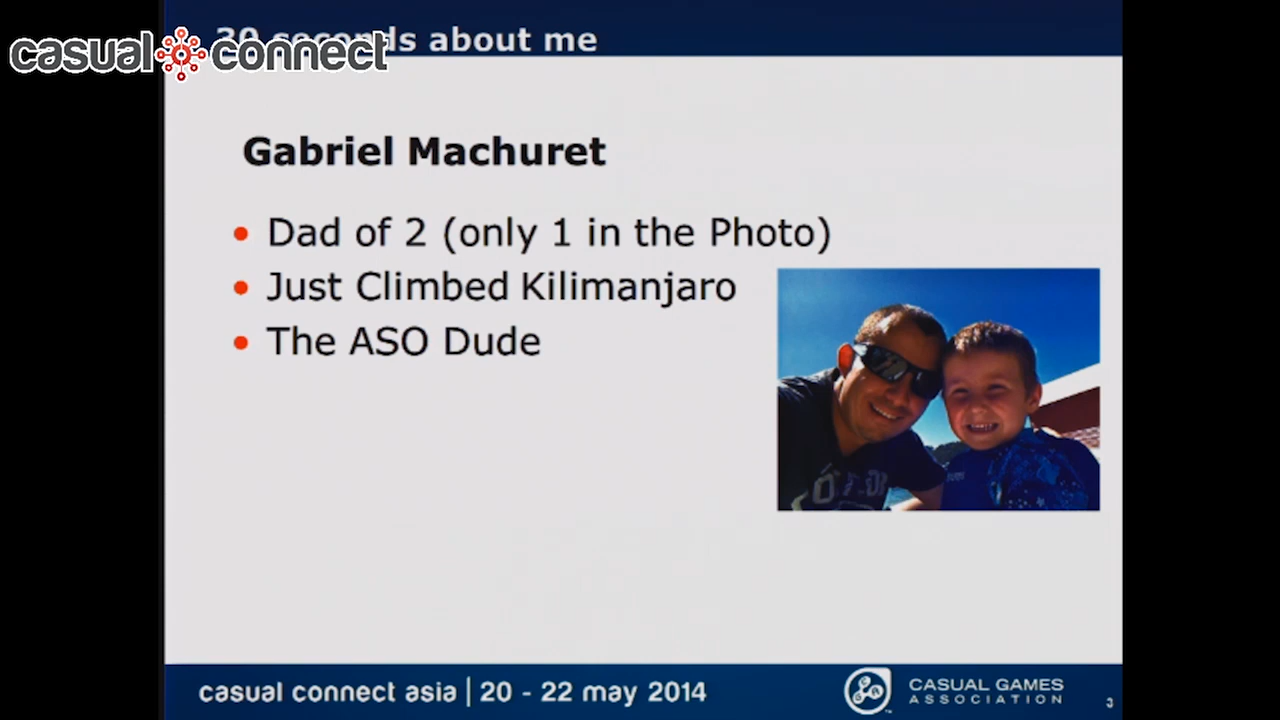 30 seconds about me
casual connect
Gabriel Machuret
• Dad of 2 (only 1 in the Photo)
• Just Climbed Kilimanjaro
• The ASO Dude
casual connect asia | 20 - 22 may 2014
CASUAL GAMES
ASSOCIATION
3